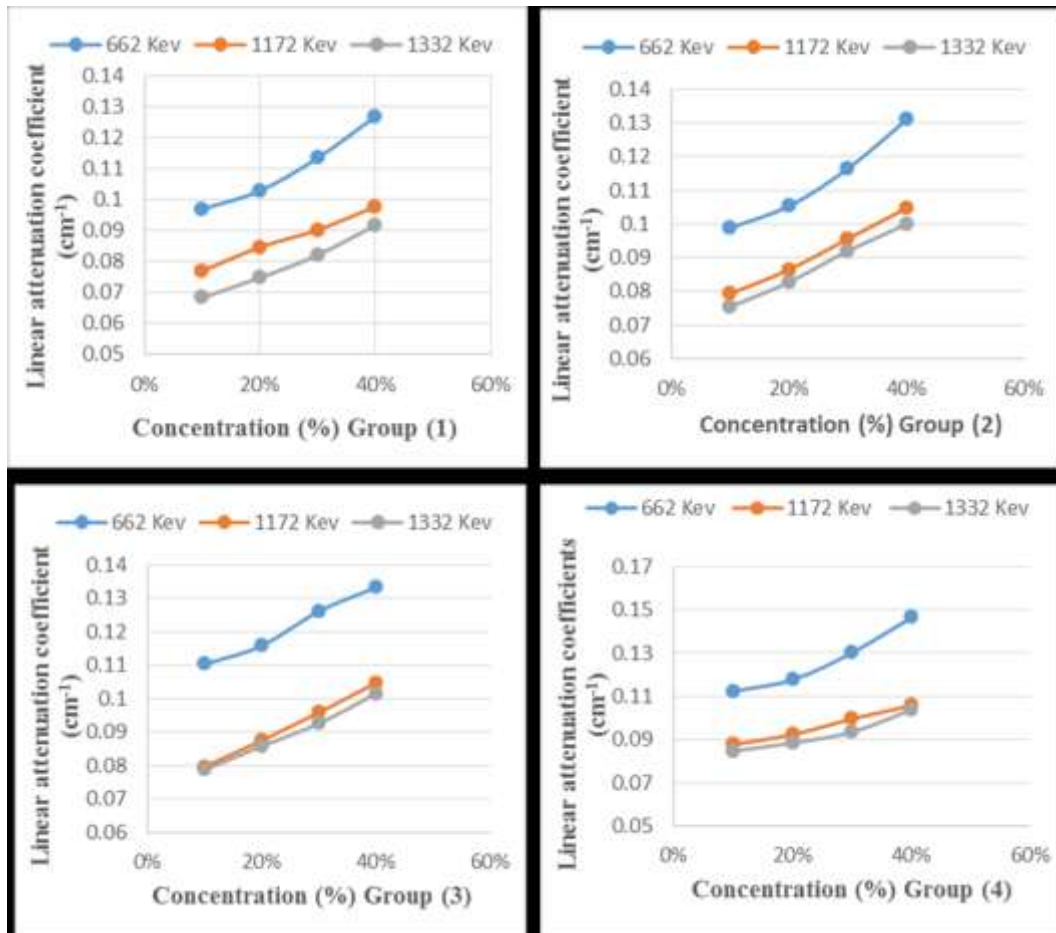 662 Kev 1172 Kev 1332 Kev
Linear attenuation coefficient
(cm-1)
0.14
0.13
0.12
0.11
0.1
0.09
0.08
0.07
0.06
0.05
0% 20% 40% 60%
Concentration (%) Group (1)
662 Kev 1172 Kev 1332 Kev
Linear attenuation coefficient
(cm-1)
0.14
0.13
0.12
0.11
0.1
0.09
0.08
0.07
0.06
0% 20% 40% 60%
Concentration (%) Group (2)
662 Kev 1172 Kev 1332 Kev
Linear attenuation coefficient
(cm-1)
0.14
0.13
0.12
0.11
0.1
0.09
0.08
0.07
0.06
0% 20% 40% 60%
Concentration (%) Group (3)
662 Kev 1172 Kev 1332 Kev
Linear attenuation coefficients
(cm-1)
0.17
0.15
0.13
0.11
0.09
0.07
0.05
0% 20% 40% 60%
Concentration (%) Group (4)